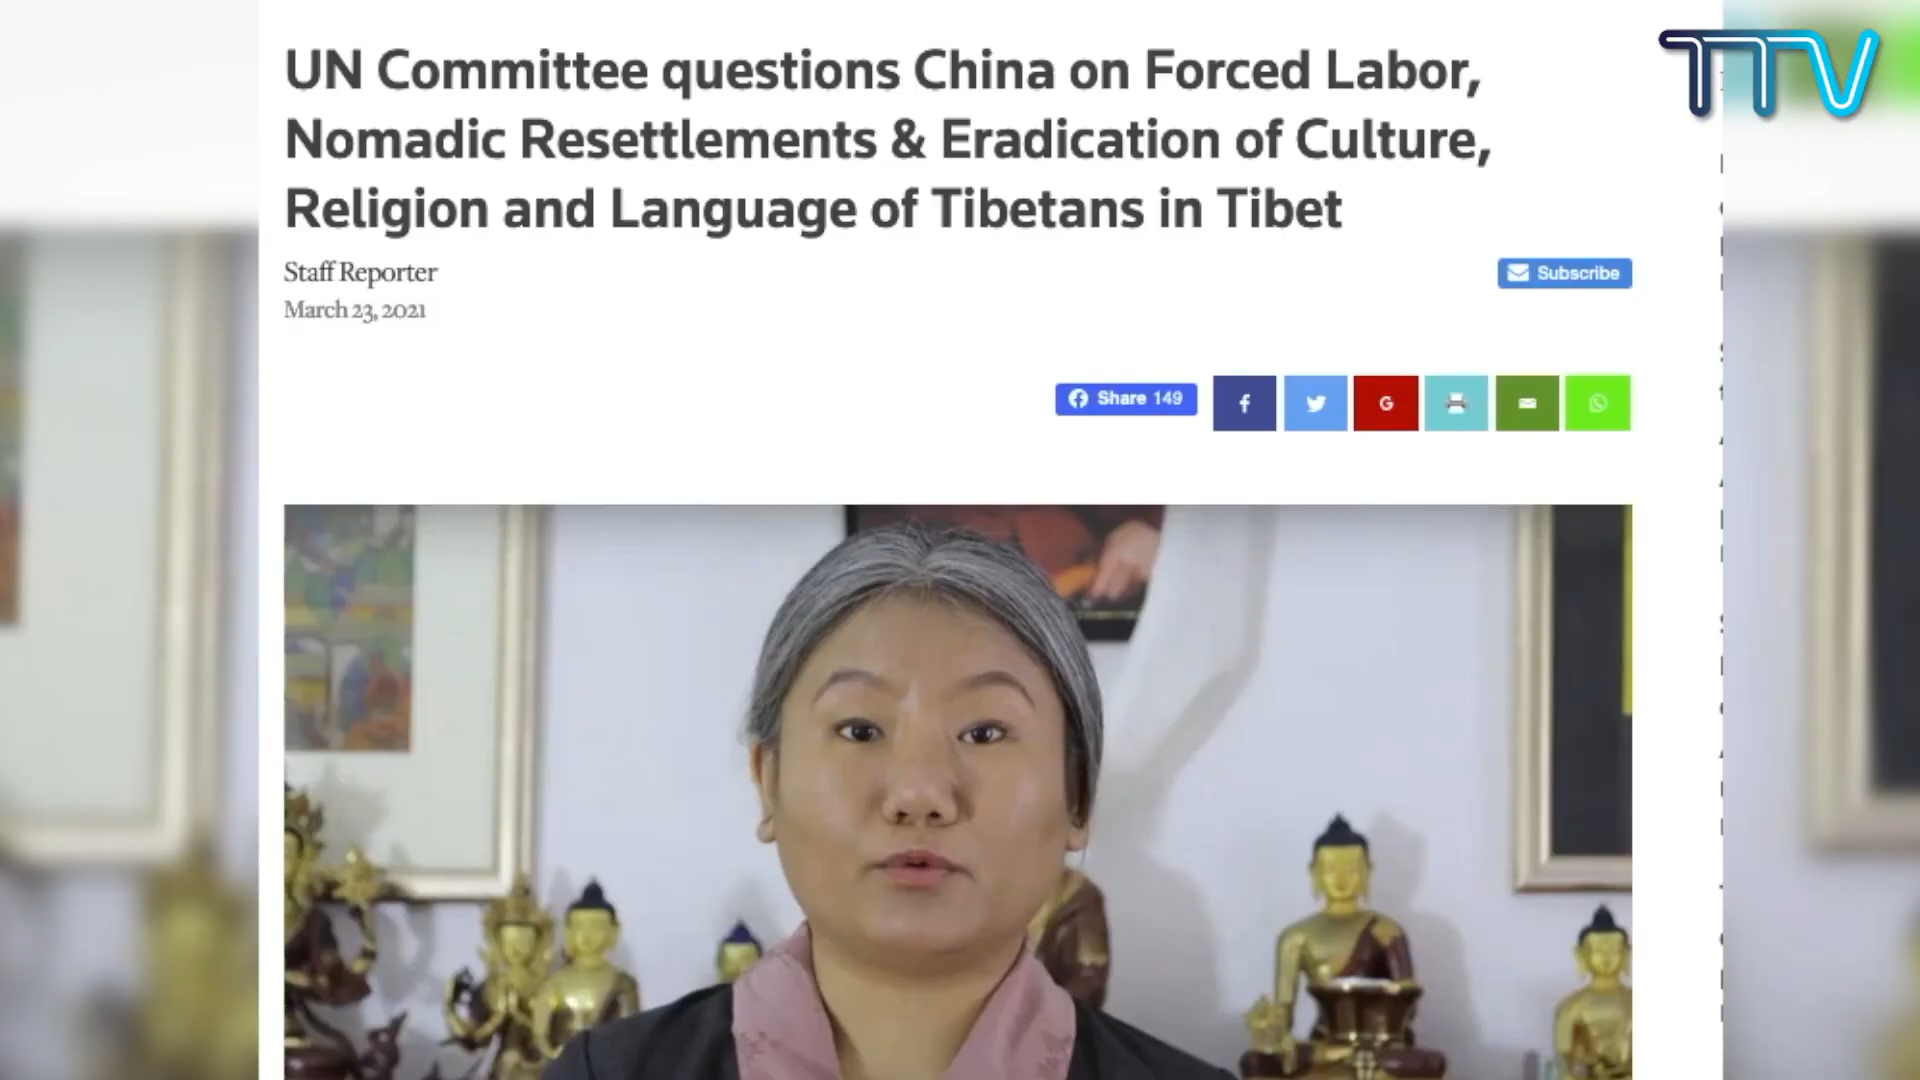 TTV
UN Committee questions China on Forced Labor,
Nomadic Resettlements & Eradication of Culture,
Religion and Language of Tibetans in Tibet
Staff Reporter
March 23, 2021
Subscribe
Share 149